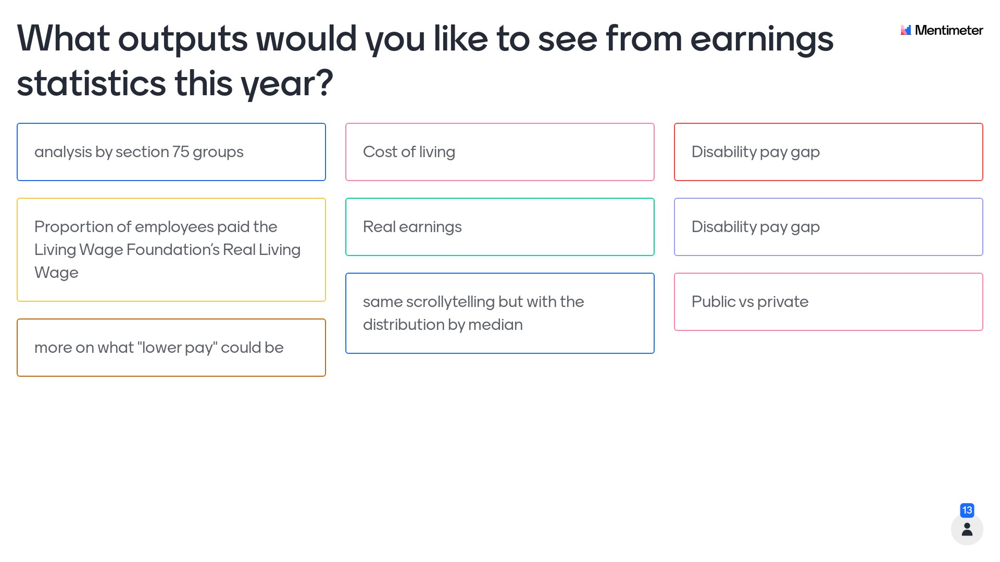 What outputs would you like to see from earnings
statistics this year?
Mentimeter
analysis by section 75 groups
Cost of living
Disability pay gap
Proportion of employees paid the
Living Wage Foundation’s Real Living
Wage
Real earnings
Disability pay gap
same scrollytelling but with the
distribution by median
Public vs private
more on what "lower pay" could be
13